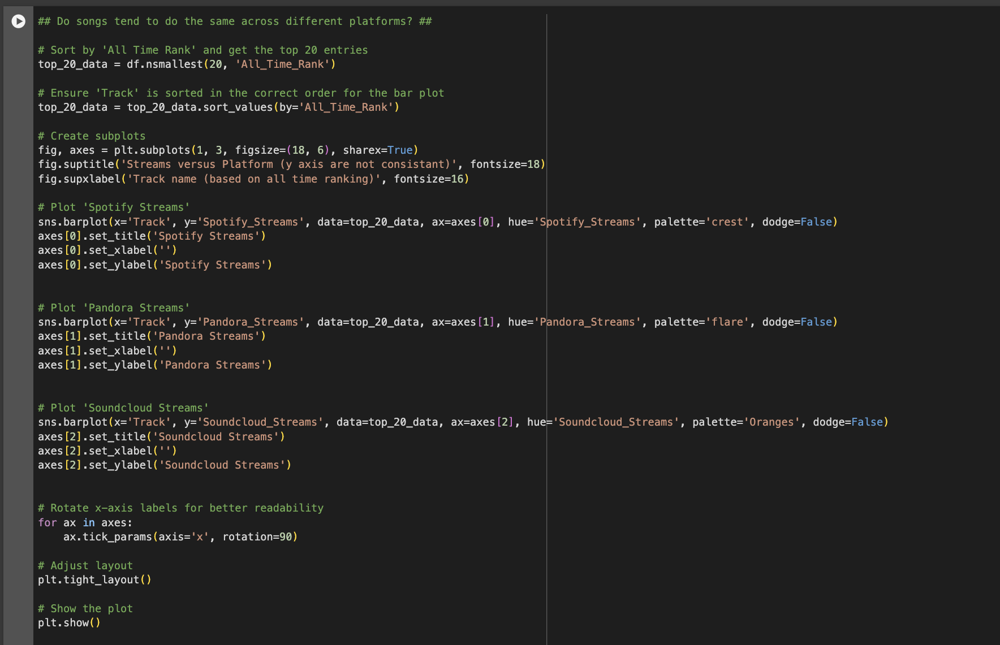 ## Do songs tend to do the same across different platforms? ##
# Sort by 'All Time Rank' and get the top 20 entries
top_20_data = df.nsmallest(20, 'All_Time_Rank')
# Ensure 'Track' is sorted in the correct order for the bar plot
top_20_data = top_20_data.sort_values(by='All_Time_Rank')
# Create subplots
fig, axes = plt.subplots(1, 3, figsize=(18, 6), sharex=True)
fig.suptitle('Streams versus Platform (y axis are not consistant)', fontsize=18)
fig.supxlabel('Track name (based on all time ranking)', fontsize=16)
# Plot 'Spotify Streams'
sns.barplot(x='Track', y='Spotify_Streams', data=top_20_data, ax=axes[0], hue='Spotify_Streams', palette='crest', dodge=False)
axes[0].set_title('Spotify Streams')
axes[0].set_xlabel('')
axes[0].set_ylabel('Spotify Streams')
# Plot 'Pandora Streams'
sns.barplot(x='Track', y='Pandora_Streams', data=top_20_data, ax=axes[1], hue='Pandora_Streams', palette='flare', dodge=False)
axes[1].set_title('Pandora Streams')
axes[1].set_xlabel('')
axes[1].set_ylabel('Pandora Streams')
# Plot 'Soundcloud Streams'
sns.barplot(x='Track', y='Soundcloud_Streams', data=top_20_data, ax=axes[2], hue='Soundcloud_Streams', palette='Oranges', dodge=False)
axes[2].set_title('Soundcloud Streams')
axes[2].set_xlabel('')
axes[2].set_ylabel('Soundcloud Streams')
# Rotate x-axis labels for better readability
for ax in axes:
    ax.tick_params(axis='x', rotation=90)
# Adjust layout
plt.tight_layout()
# Show the plot
plt.show()